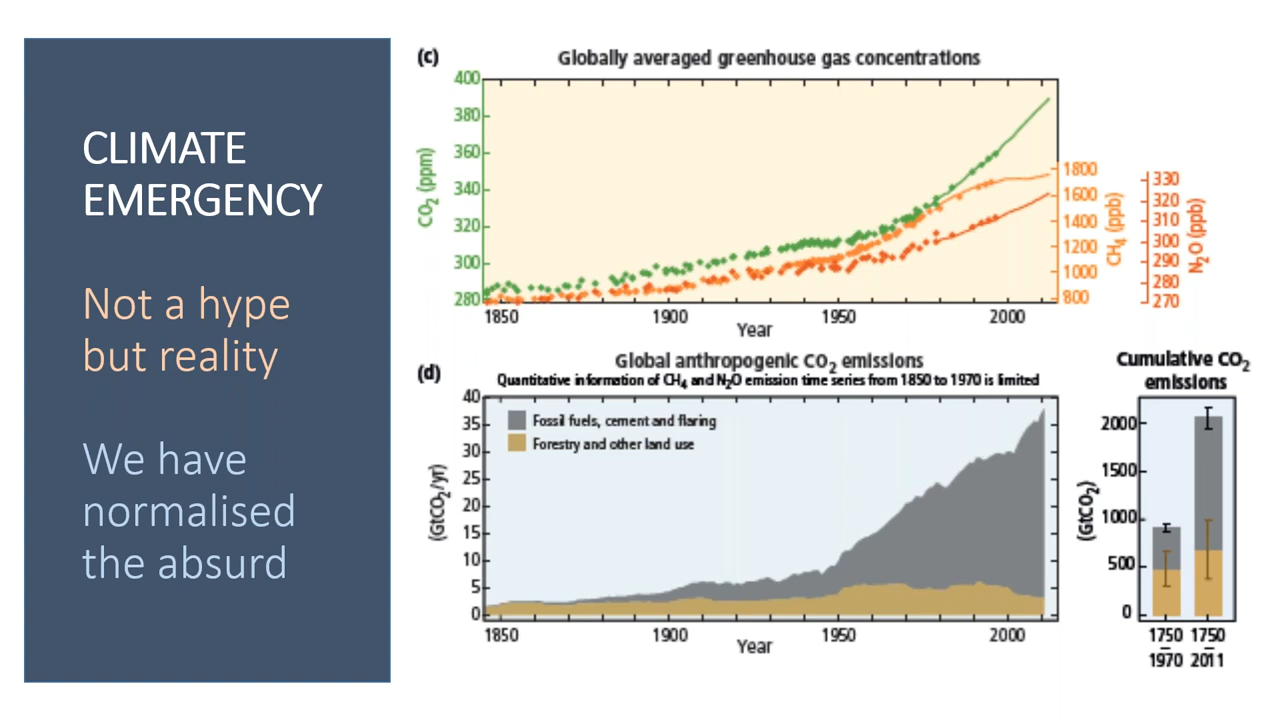 CLIMATE
EMERGENCY
Not a hype
but reality
We have
normalised
the absurd
(c)
Globally averaged greenhouse gas concentrations
400
380
360
340
320
300
280
CO2 (ppm)
1800
1600
1400
1200
1000
800
CH4 (ppb)
330
320
310
300
290
280
270
N2O (ppb)
1850
1900
1950
2000
Year
(d)
Global anthropogenic CO2 emissions
Quantitative information of CH4 and N2O emission time series from 1850 to 1970 is limited
40
35
30
25
20
15
10
5
0
(GtCO2/yr)
Fossil fuels, cement and flaring
Forestry and other land use
1850
1900
1950
2000
Year
Cumulative CO2
emissions
2000
1500
1000
500
0
(GtCO2)
1750 1750
– –
1970 2011